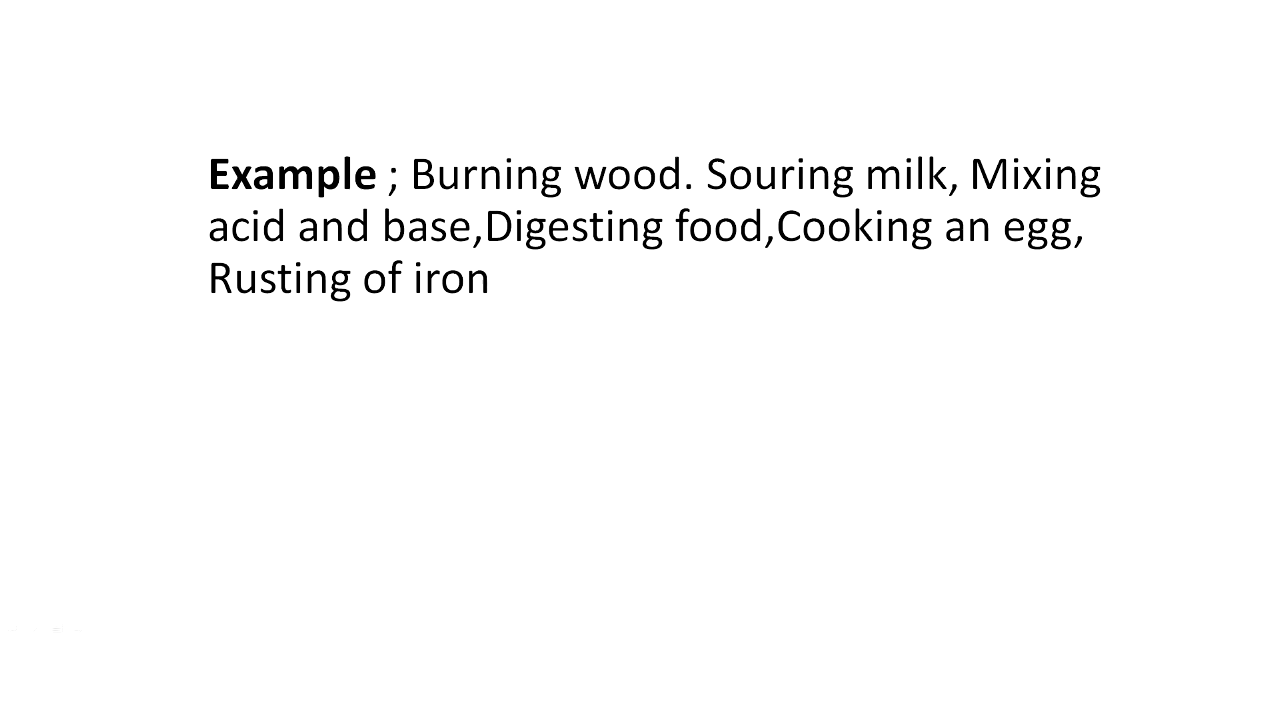 Example ; Burning wood. Souring milk, Mixing
acid and base,Digesting food,Cooking an egg,
Rusting of iron